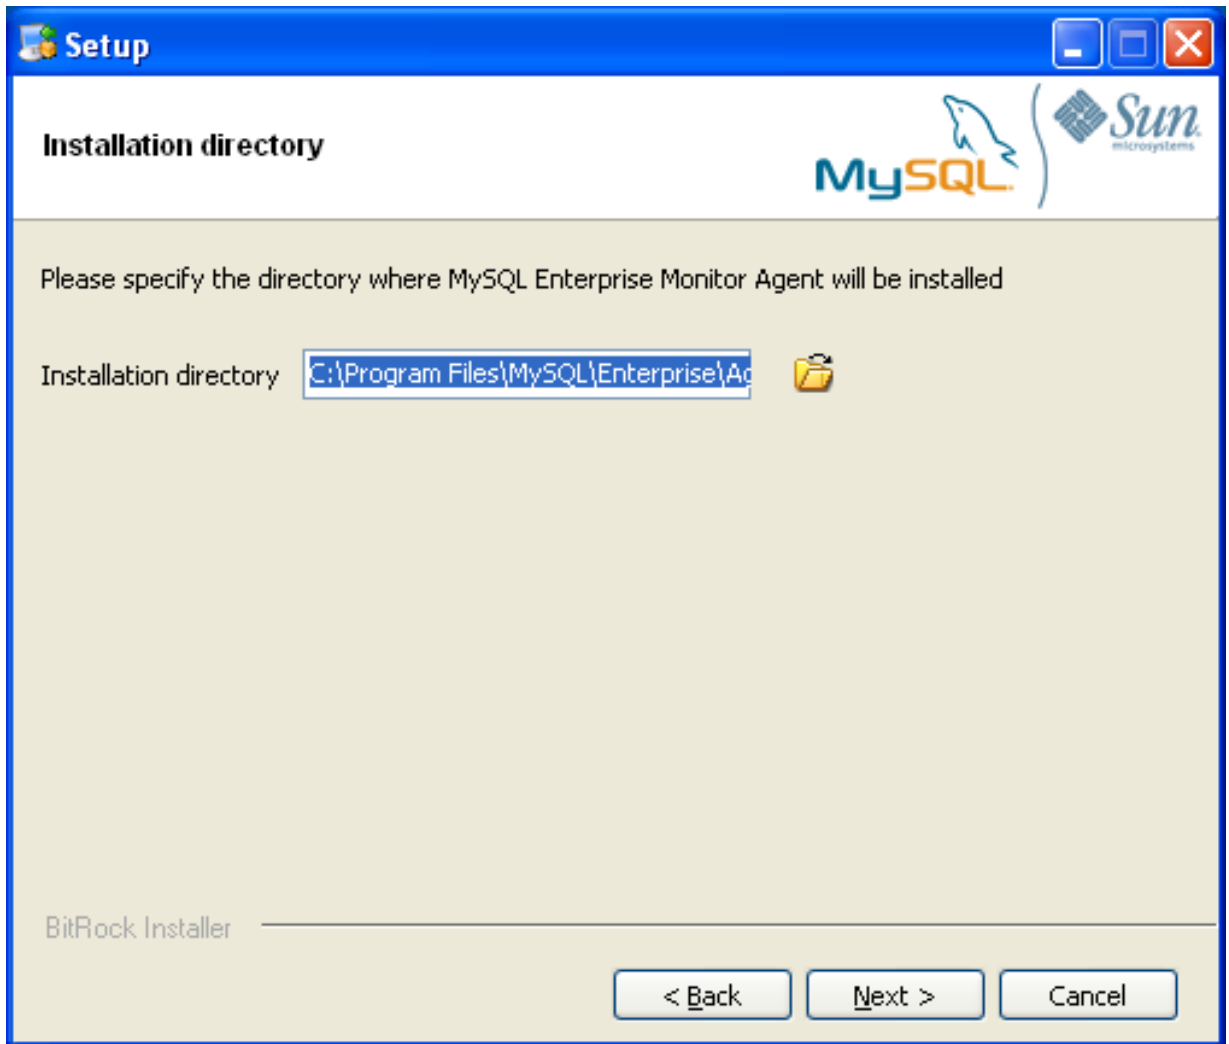 Setup
Installation directory
MySQL
Sun
microsystems
Please specify the directory where MySQL Enterprise Monitor Agent will be installed
Installation directory C:\Program Files\MySQL\Enterprise\Ag
BitRock Installer
< Back Next > Cancel